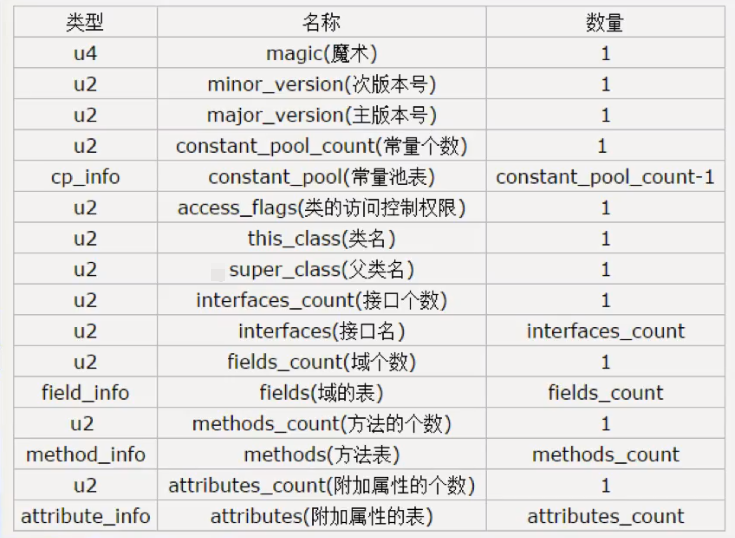 类型 名称 数量
u4 magic(魔术) 1
u2 minor_version(次版本号) 1
u2 major_version(主版本号) 1
u2 constant_pool_count(常量个数) 1
cp_info constant_pool(常量池表) constant_pool_count-1
u2 access_flags(类的访问控制权限) 1
u2 this_class(类名) 1
u2 super_class(父类名) 1
u2 interfaces_count(接口个数) 1
u2 interfaces(接口名) interfaces_count
u2 fields_count(域个数) 1
field_info fields(域的表) fields_count
u2 methods_count(方法的个数) 1
method_info methods(方法表) methods_count
u2 attributes_count(附加属性的个数) 1
attribute_info attributes(附加属性的表) attributes_count